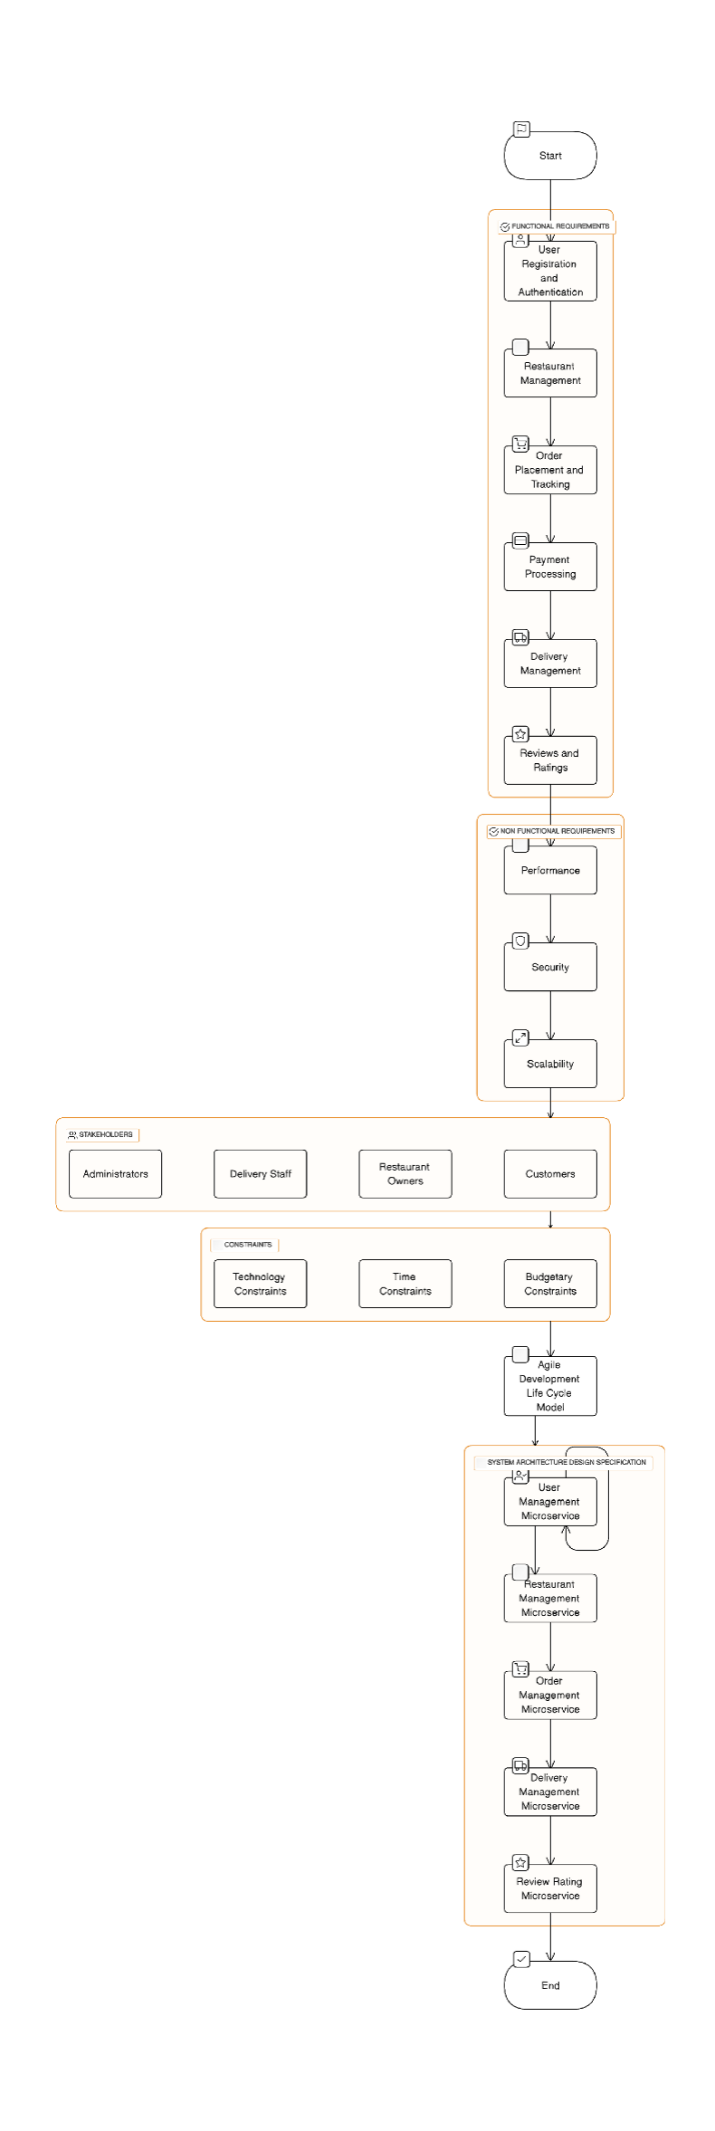 Start
FUNCTIONAL REQUIREMENTS
User
Registration
and
Authentication
Restaurant
Management
Order
Placement and
Tracking
Payment
Processing
Delivery
Management
Reviews and
Ratings
NON FUNCTIONAL REQUIREMENTS
Performance
Security
Scalability
STAKEHOLDERS
Administrators
Delivery Staff
Restaurant
Owners
Customers
CONSTRAINTS
Technology
Constraints
Time
Constraints
Budgetary
Constraints
Agile
Development
Life Cycle
Model
SYSTEM ARCHITECTURE DESIGN SPECIFICATION
User
Management
Microservice
Restaurant
Management
Microservice
Order
Management
Microservice
Delivery
Management
Microservice
Review Rating
Microservice
End